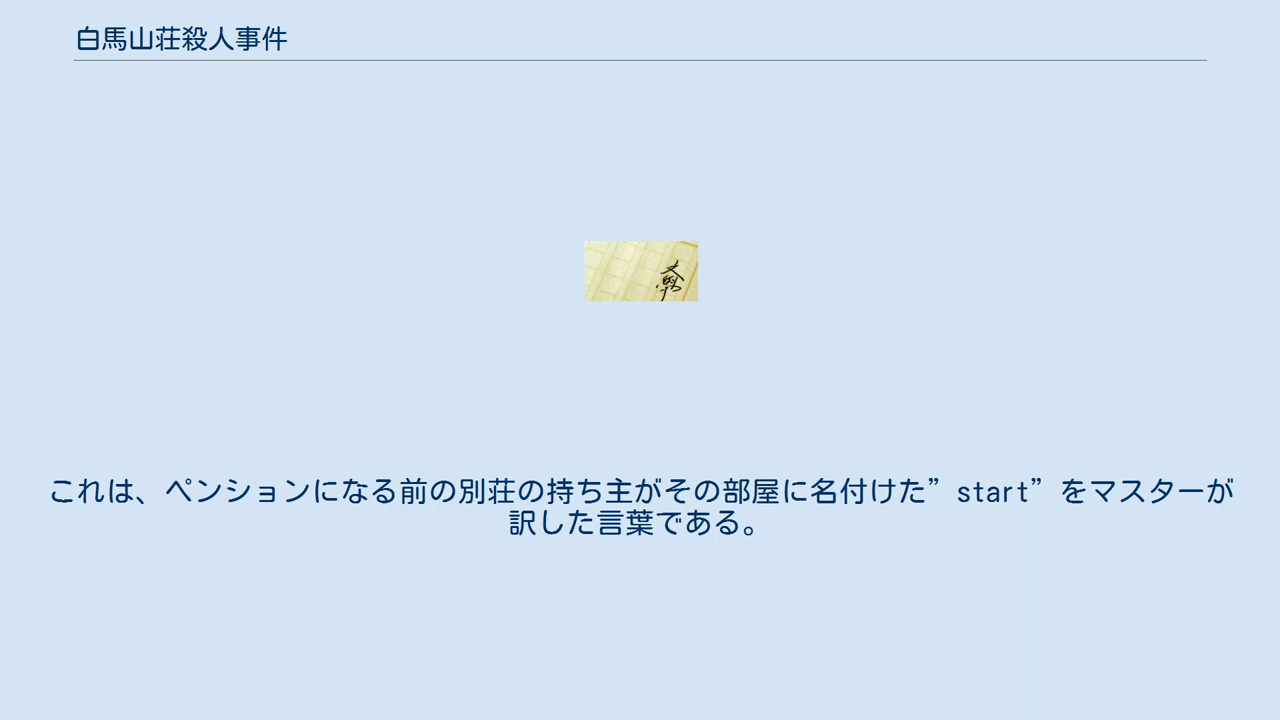 白馬山荘殺人事件
これは、ペンションになる前の別荘の持ち主がその部屋に名付けた”start”をマスターが
訳した言葉である。